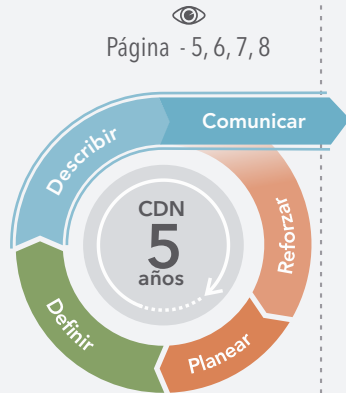 Página - 5, 6, 7, 8
Comunicar
Describir
CDN
5
años
Reforzar
Definir
Planear